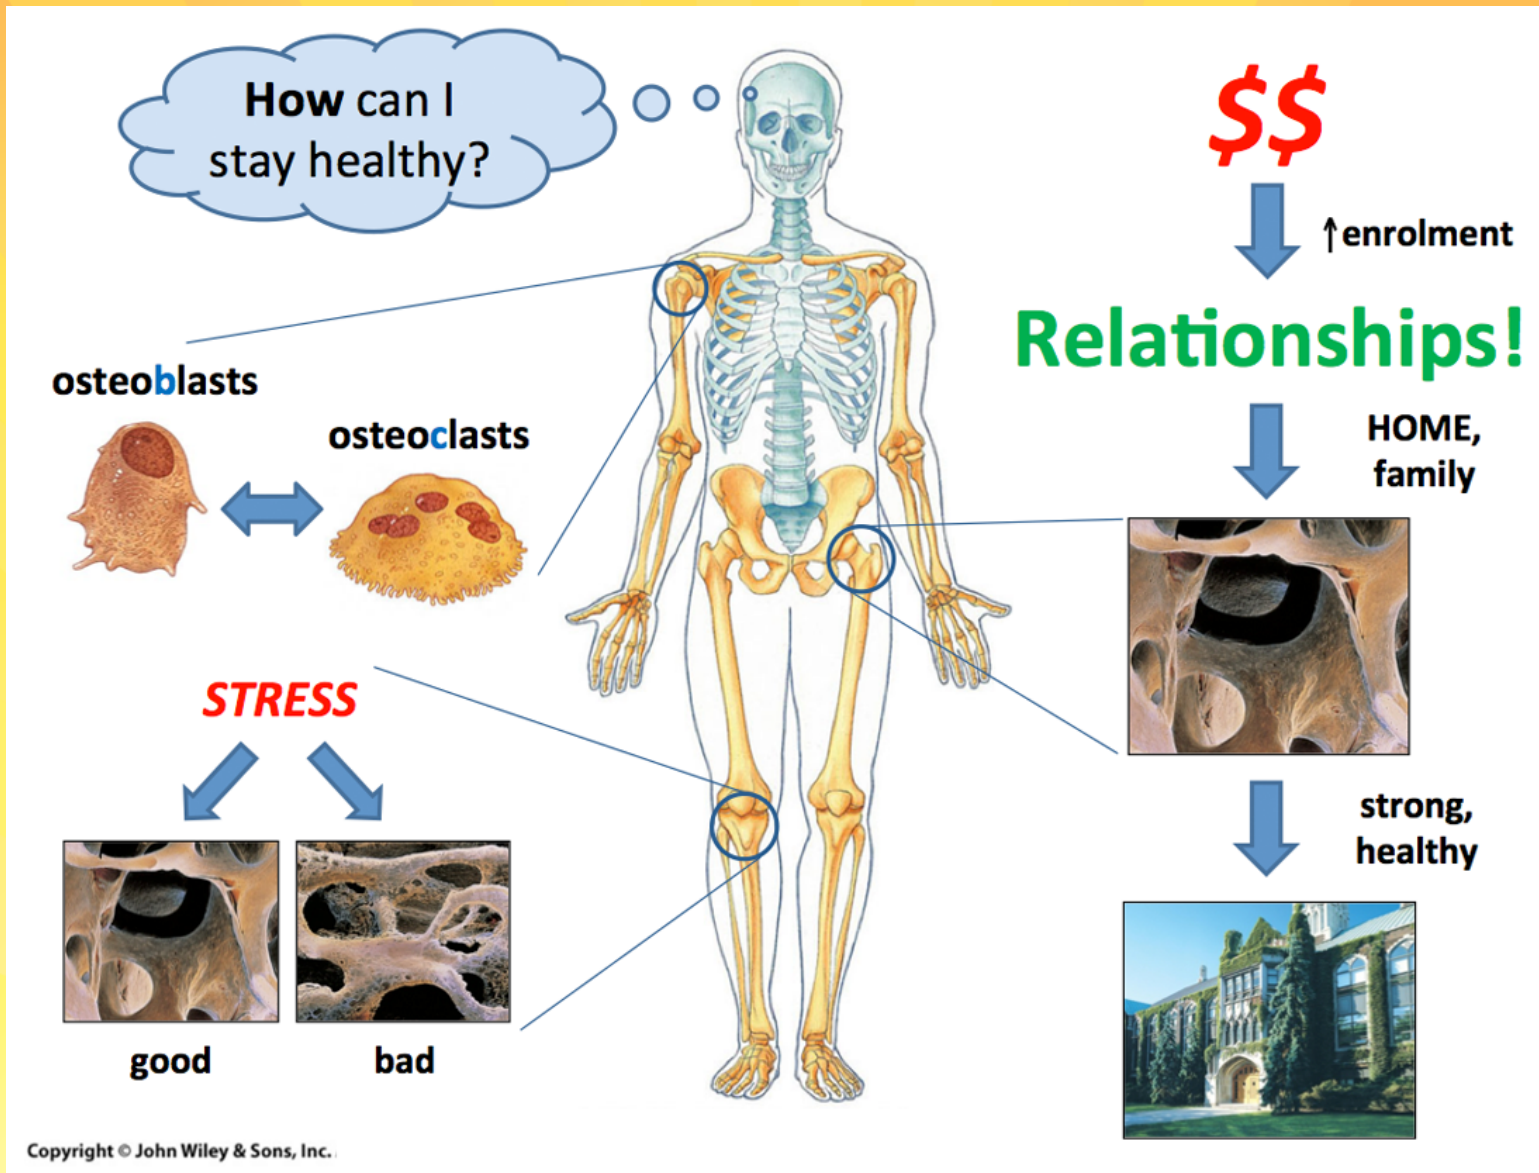 How can I
stay healthy?
osteoblasts
osteoclasts
STRESS
good
bad
$$
↑enrolment
Relationships!
HOME,
family
strong,
healthy
Copyright © John Wiley & Sons, Inc.